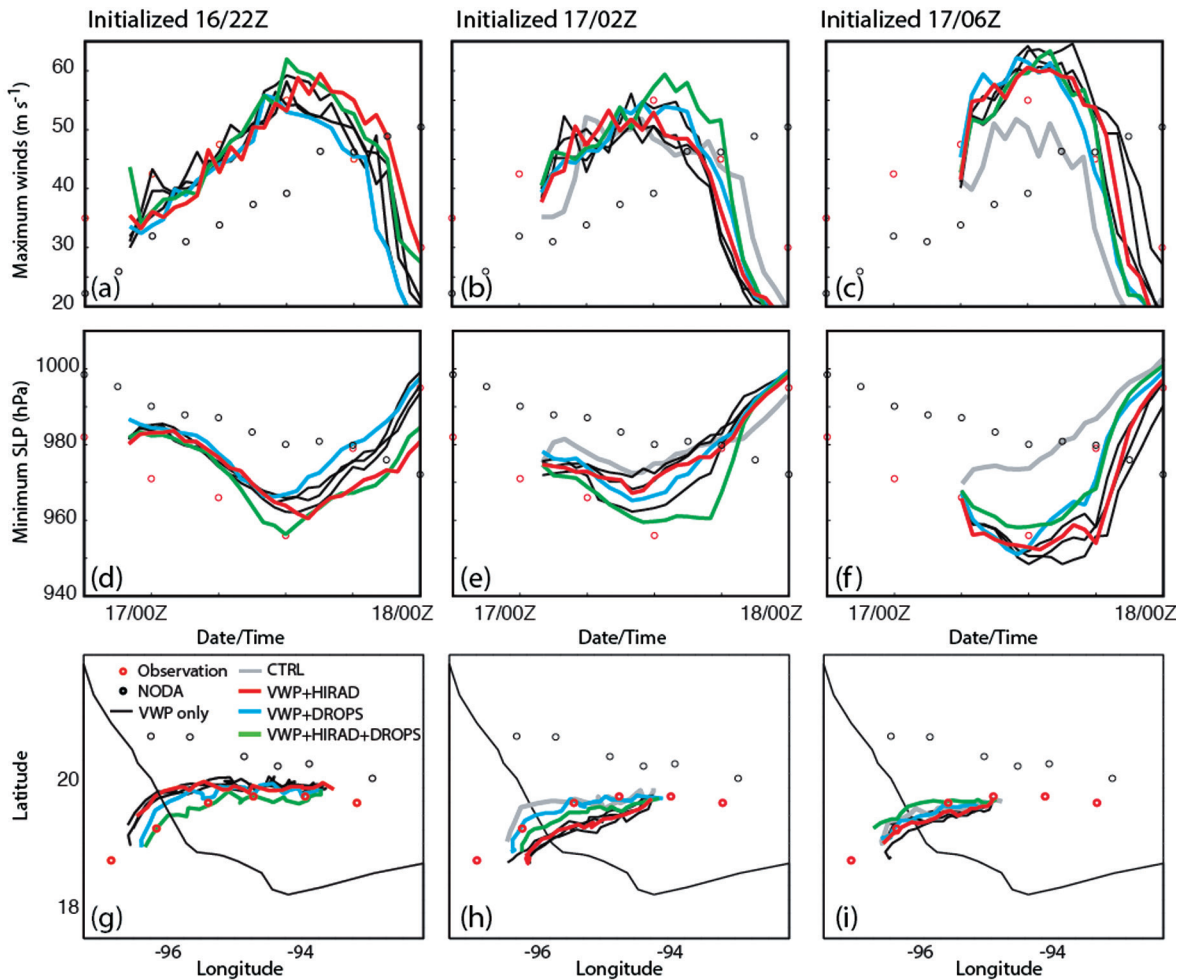 Initialized 16/22Z
Initialized 17/02Z
Initialized 17/06Z
Maximum winds (m s-1)
60
50
40
30
20
(a)
(b)
(c)
Minimum SLP (hPa)
1000
980
960
940
(d)
(e)
(f)
17/00Z
18/00Z
17/00Z
18/00Z
17/00Z
18/00Z
Date/Time
Date/Time
Date/Time
Observation
NODA
VWP only
CTRL
VWP+HIRAD
VWP+DROPS
VWP+HIRAD+DROPS
Latitude
20
18
(g)
(h)
(i)
-96
-94
-96
-94
-96
-94
Longitude
Longitude
Longitude